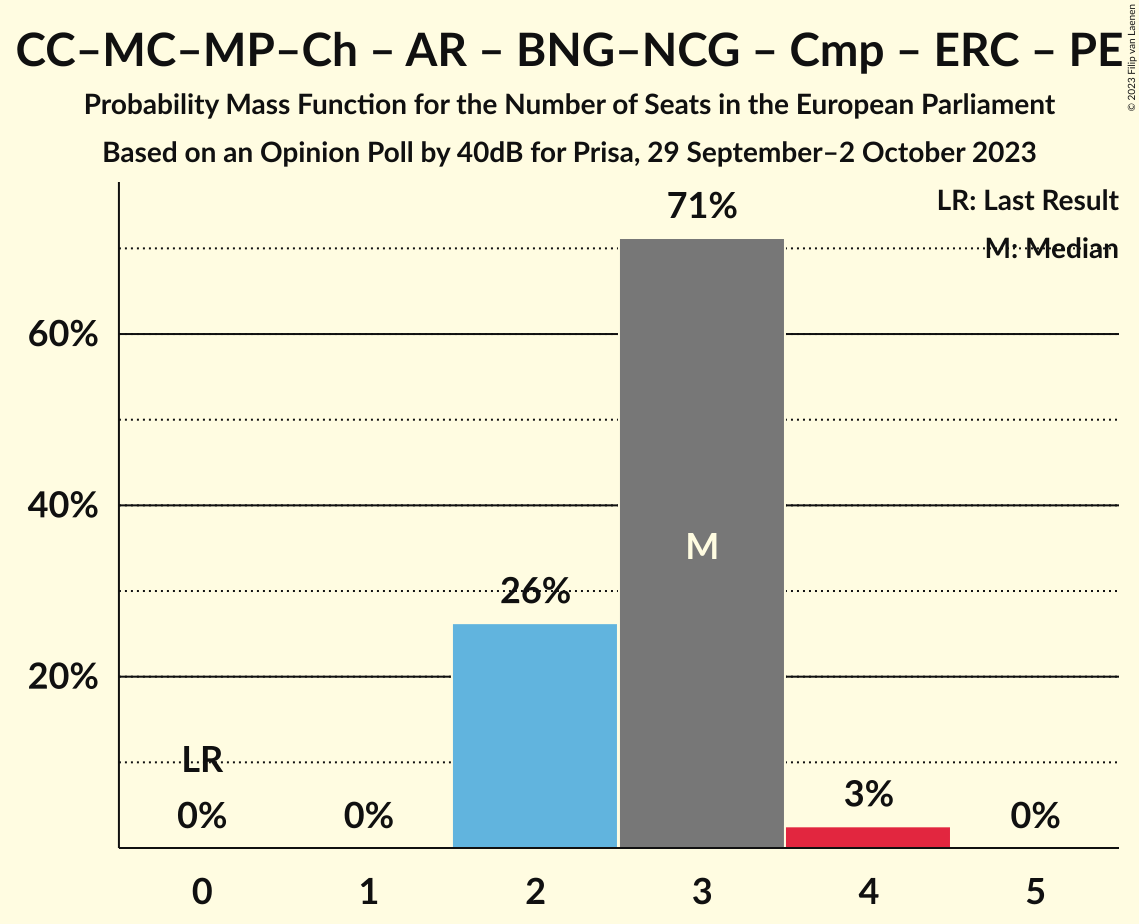 CC–MC–MP–Ch – AR – BNG–NCG – Cmp – ERC – PE
© 2023 Filip van Laenen
Probability Mass Function for the Number of Seats in the European Parliament
Based on an Opinion Poll by 40dB for Prisa, 29 September–2 October 2023
LR: Last Result
M: Median
71%
60%
40%
M
26%
20%
LR
0%
0%
3%
0%
0
1
2
3
4
5